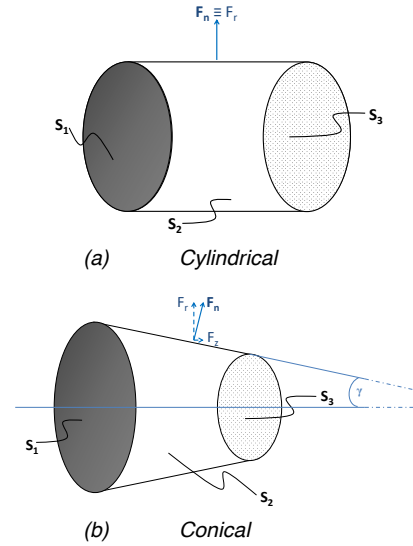 Fn ≡ Fr
S1
S3
S2
(a) Cylindrical
Fr Fn
Fz
γ
S3
S1
S2
(b) Conical